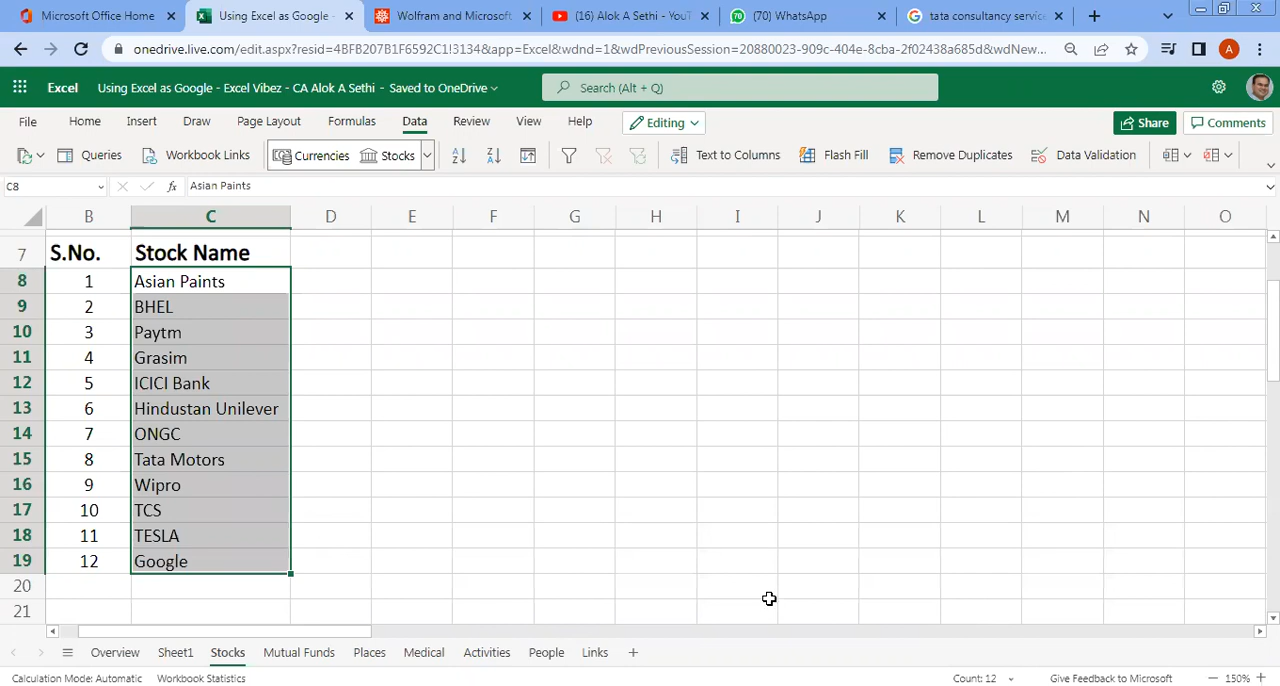 Microsoft Office Home
Using Excel as Google -
Wolfram and Microsoft
(16) Alok A Sethi - YouT
(70) WhatsApp
tata consultancy service
onedrive.live.com/edit.aspx?resid=4BFB207B1F6592C1!3134&app=Excel&wdnd=1&wdPreviousSession=20880023-909c-404e-8cba-2f02438a685d&wdNew...
A
Excel
Using Excel as Google - Excel Vibez - CA Alok A Sethi - Saved to OneDrive
Search (Alt + Q)
File Home Insert Draw Page Layout Formulas Data Review View Help Editing Share Comments
Queries Workbook Links Currencies Stocks Text to Columns Flash Fill Remove Duplicates Data Validation
C8 fx Asian Paints
B C D E F G H I J K L M N O
7 S.No. Stock Name
8 1 Asian Paints
9 2 BHEL
10 3 Paytm
11 4 Grasim
12 5 ICICI Bank
13 6 Hindustan Unilever
14 7 ONGC
15 8 Tata Motors
16 9 Wipro
17 10 TCS
18 11 TESLA
19 12 Google
20
21
Overview Sheet1 Stocks Mutual Funds Places Medical Activities People Links
Calculation Mode: Automatic Workbook Statistics Count: 12 Give Feedback to Microsoft 150%